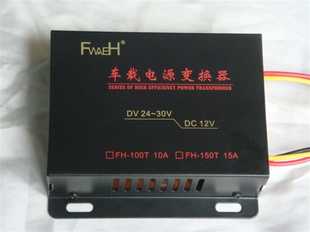 FWAEH®
车载电源变换器
SERIES OF HIGH EFFICIENCY POWER TRANSFORMER
DV 24~30V
DC 12V
FH-100T 10A FH-150T 15A